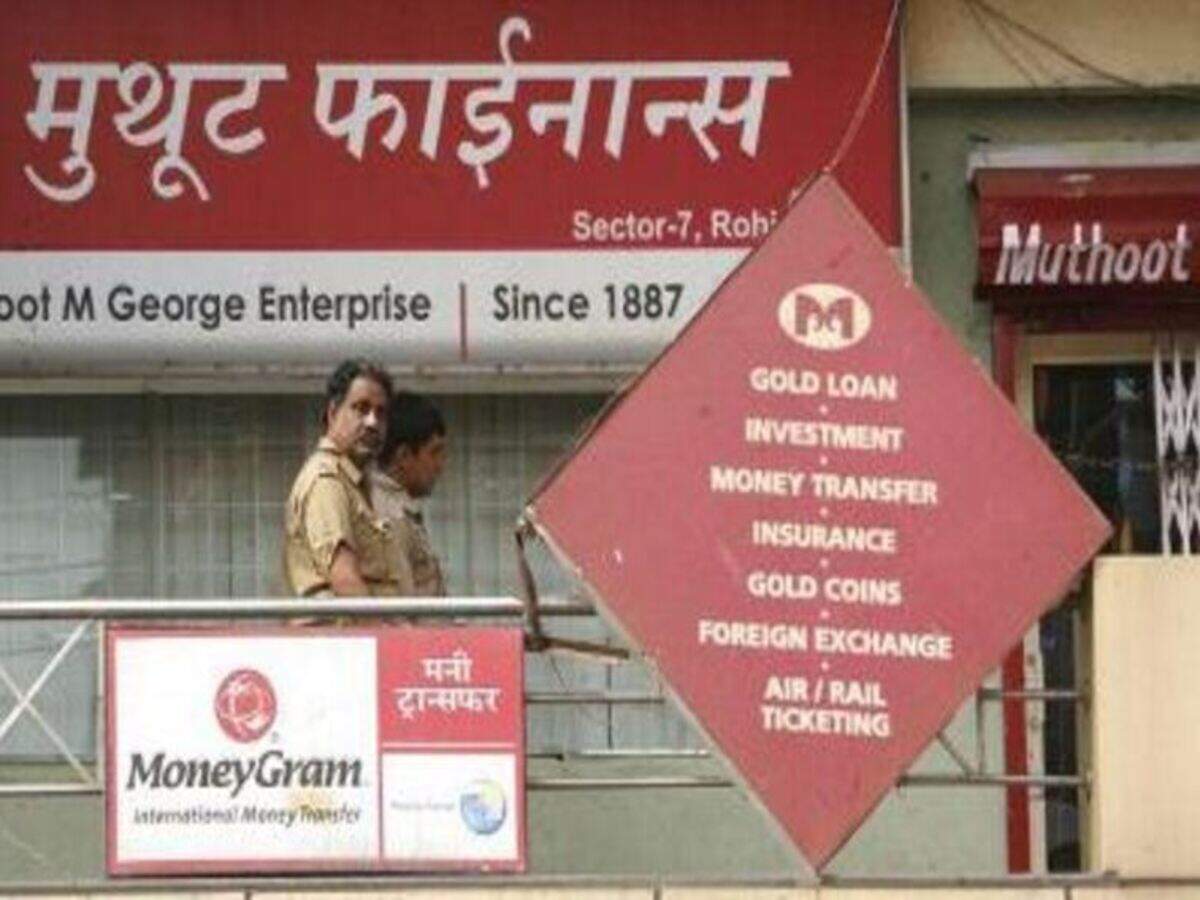 मुथूट फाईनान्स
Sector-7, Rohi
oot M George Enterprise | Since 1887
Muthoot
GOLD LOAN
INVESTMENT
MONEY TRANSFER
INSURANCE
GOLD COINS
FOREIGN EXCHANGE
AIR / RAIL
TICKETING
MoneyGram
International Money Transfer
मनी
ट्रान्सफर